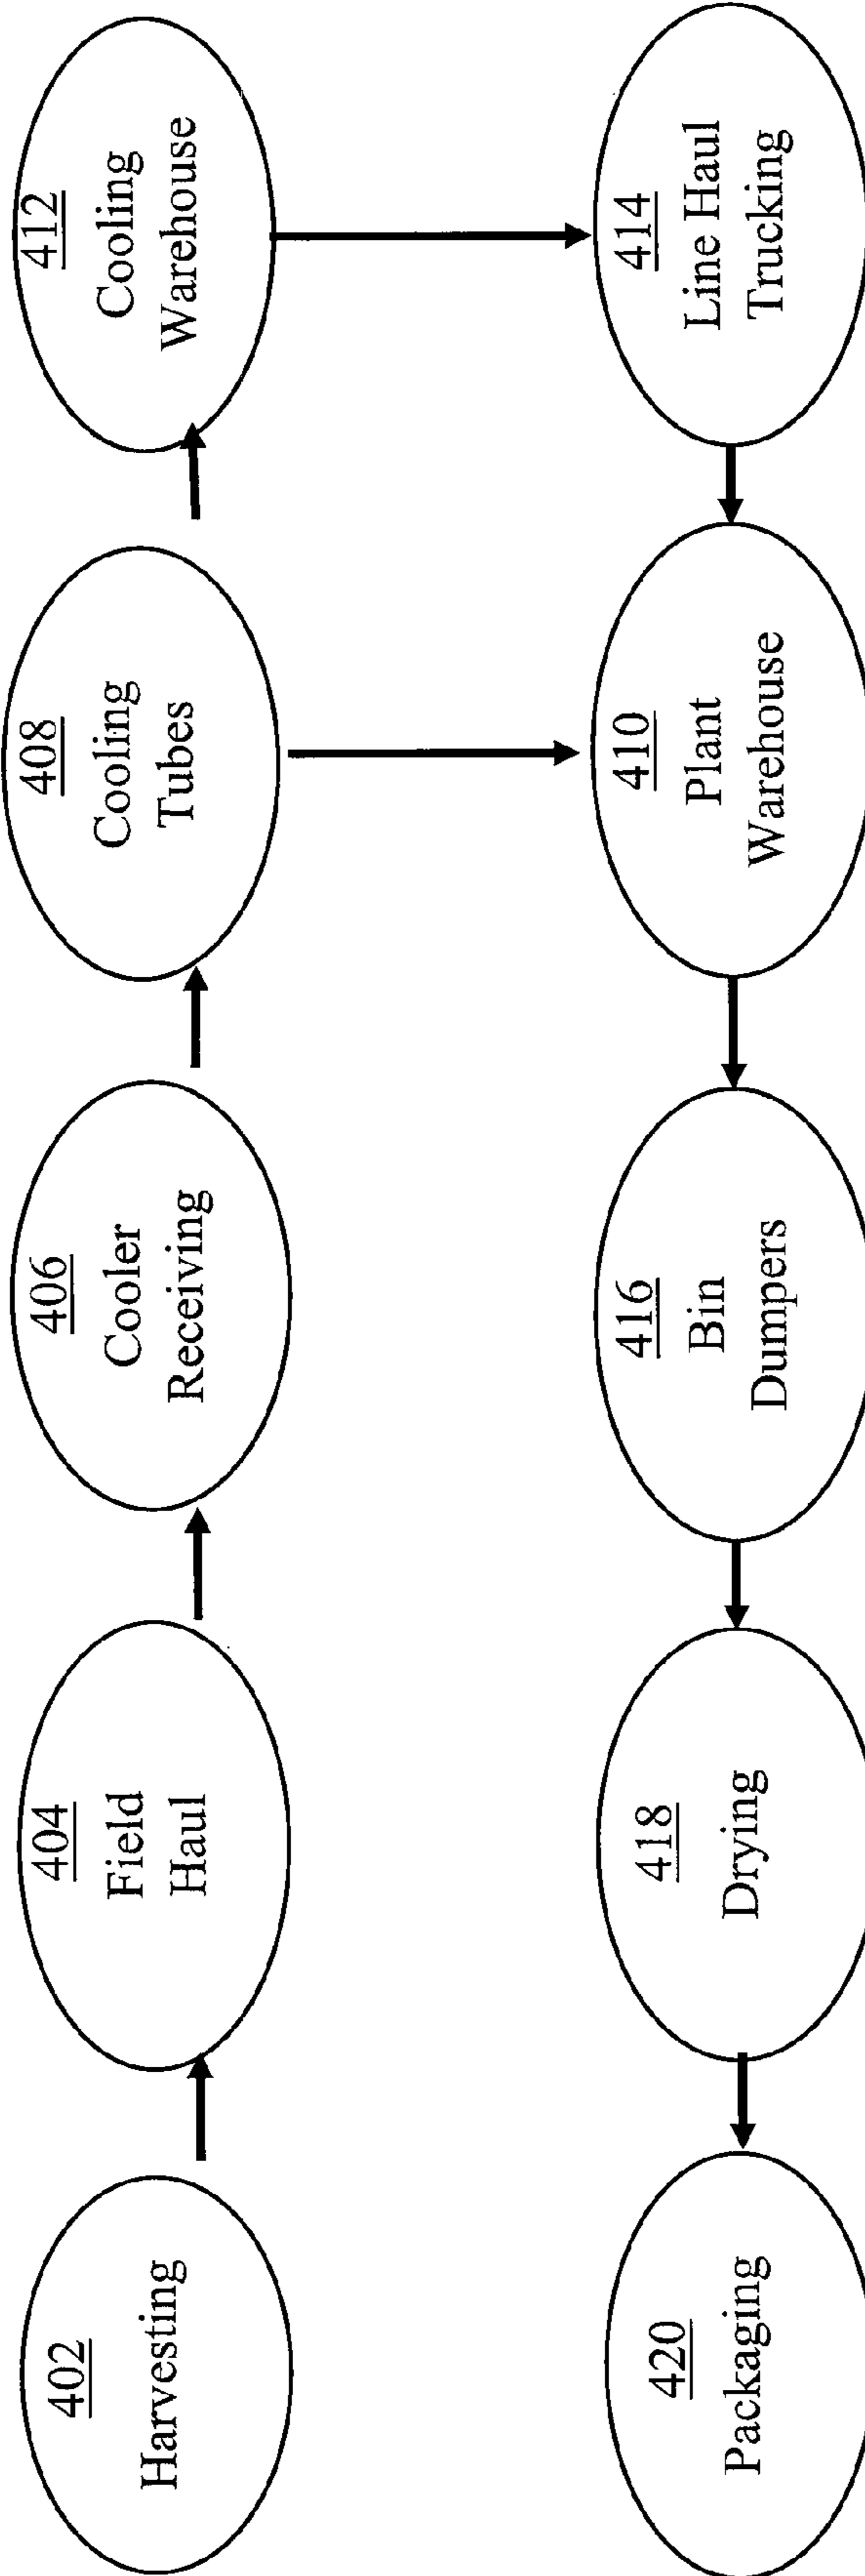 402
Harvesting
404
Field
Haul
406
Cooler
Receiving
408
Cooling
Tubes
412
Cooling
Warehouse
420
Packaging
418
Drying
416
Bin
Dumpers
410
Plant
Warehouse
414
Line Haul
Trucking